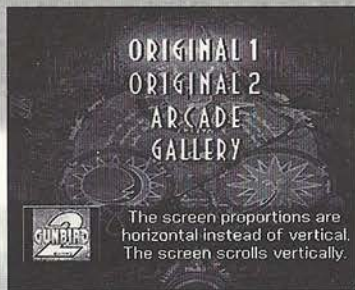 ORIGINAL 1
ORIGINAL 2
ARCADE
GALLERY
GUNBIRD 2
The screen proportions are
horizontal instead of vertical.
The screen scrolls vertically.